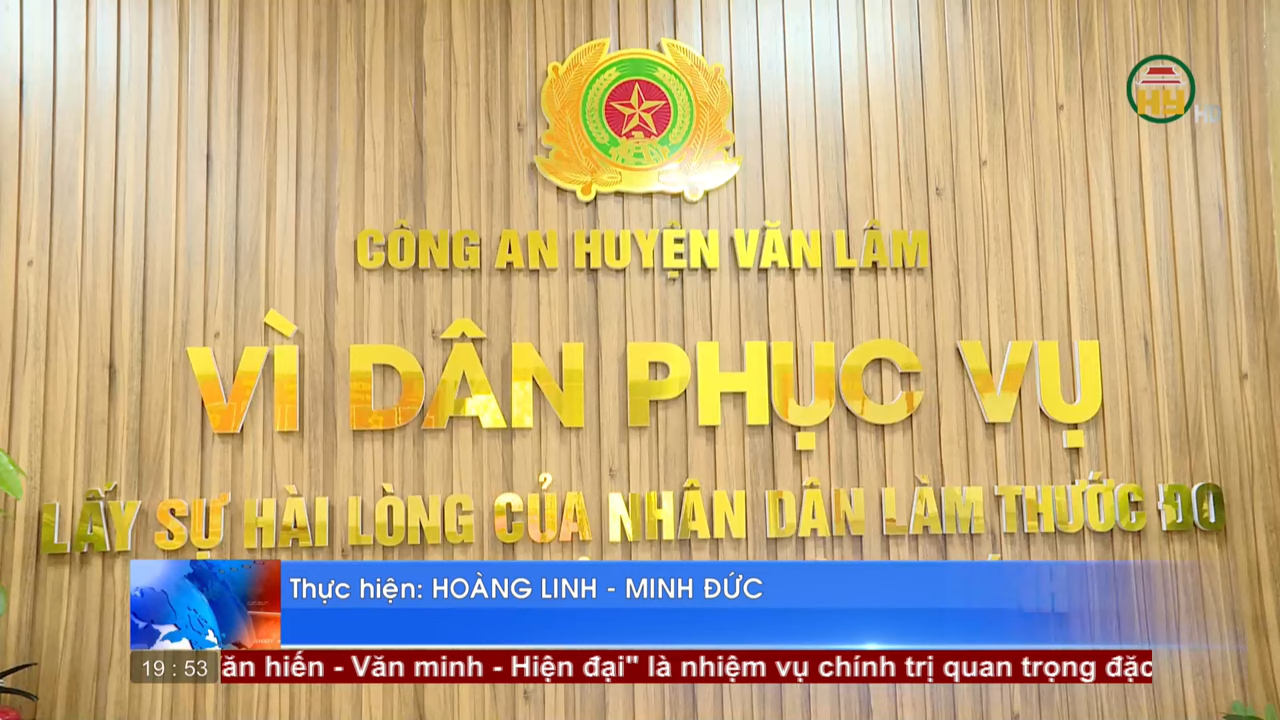 HY HD
CÔNG AN HUYỆN VĂN LÂM
VÌ DÂN PHỤC VỤ
LẤY SỰ HÀI LÒNG CỦA NHÂN DÂN LÀM THƯỚC ĐO
Thực hiện: HOÀNG LINH - MINH ĐỨC
19 : 53 ăn hiến - Văn minh - Hiện đại" là nhiệm vụ chính trị quan trọng đặc